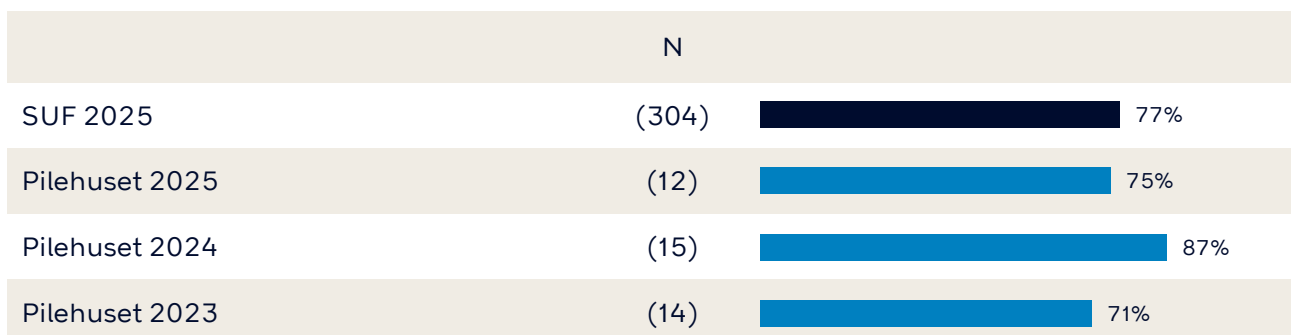 N
SUF 2025 (304) 77%
Pilehuset 2025 (12) 75%
Pilehuset 2024 (15) 87%
Pilehuset 2023 (14) 71%